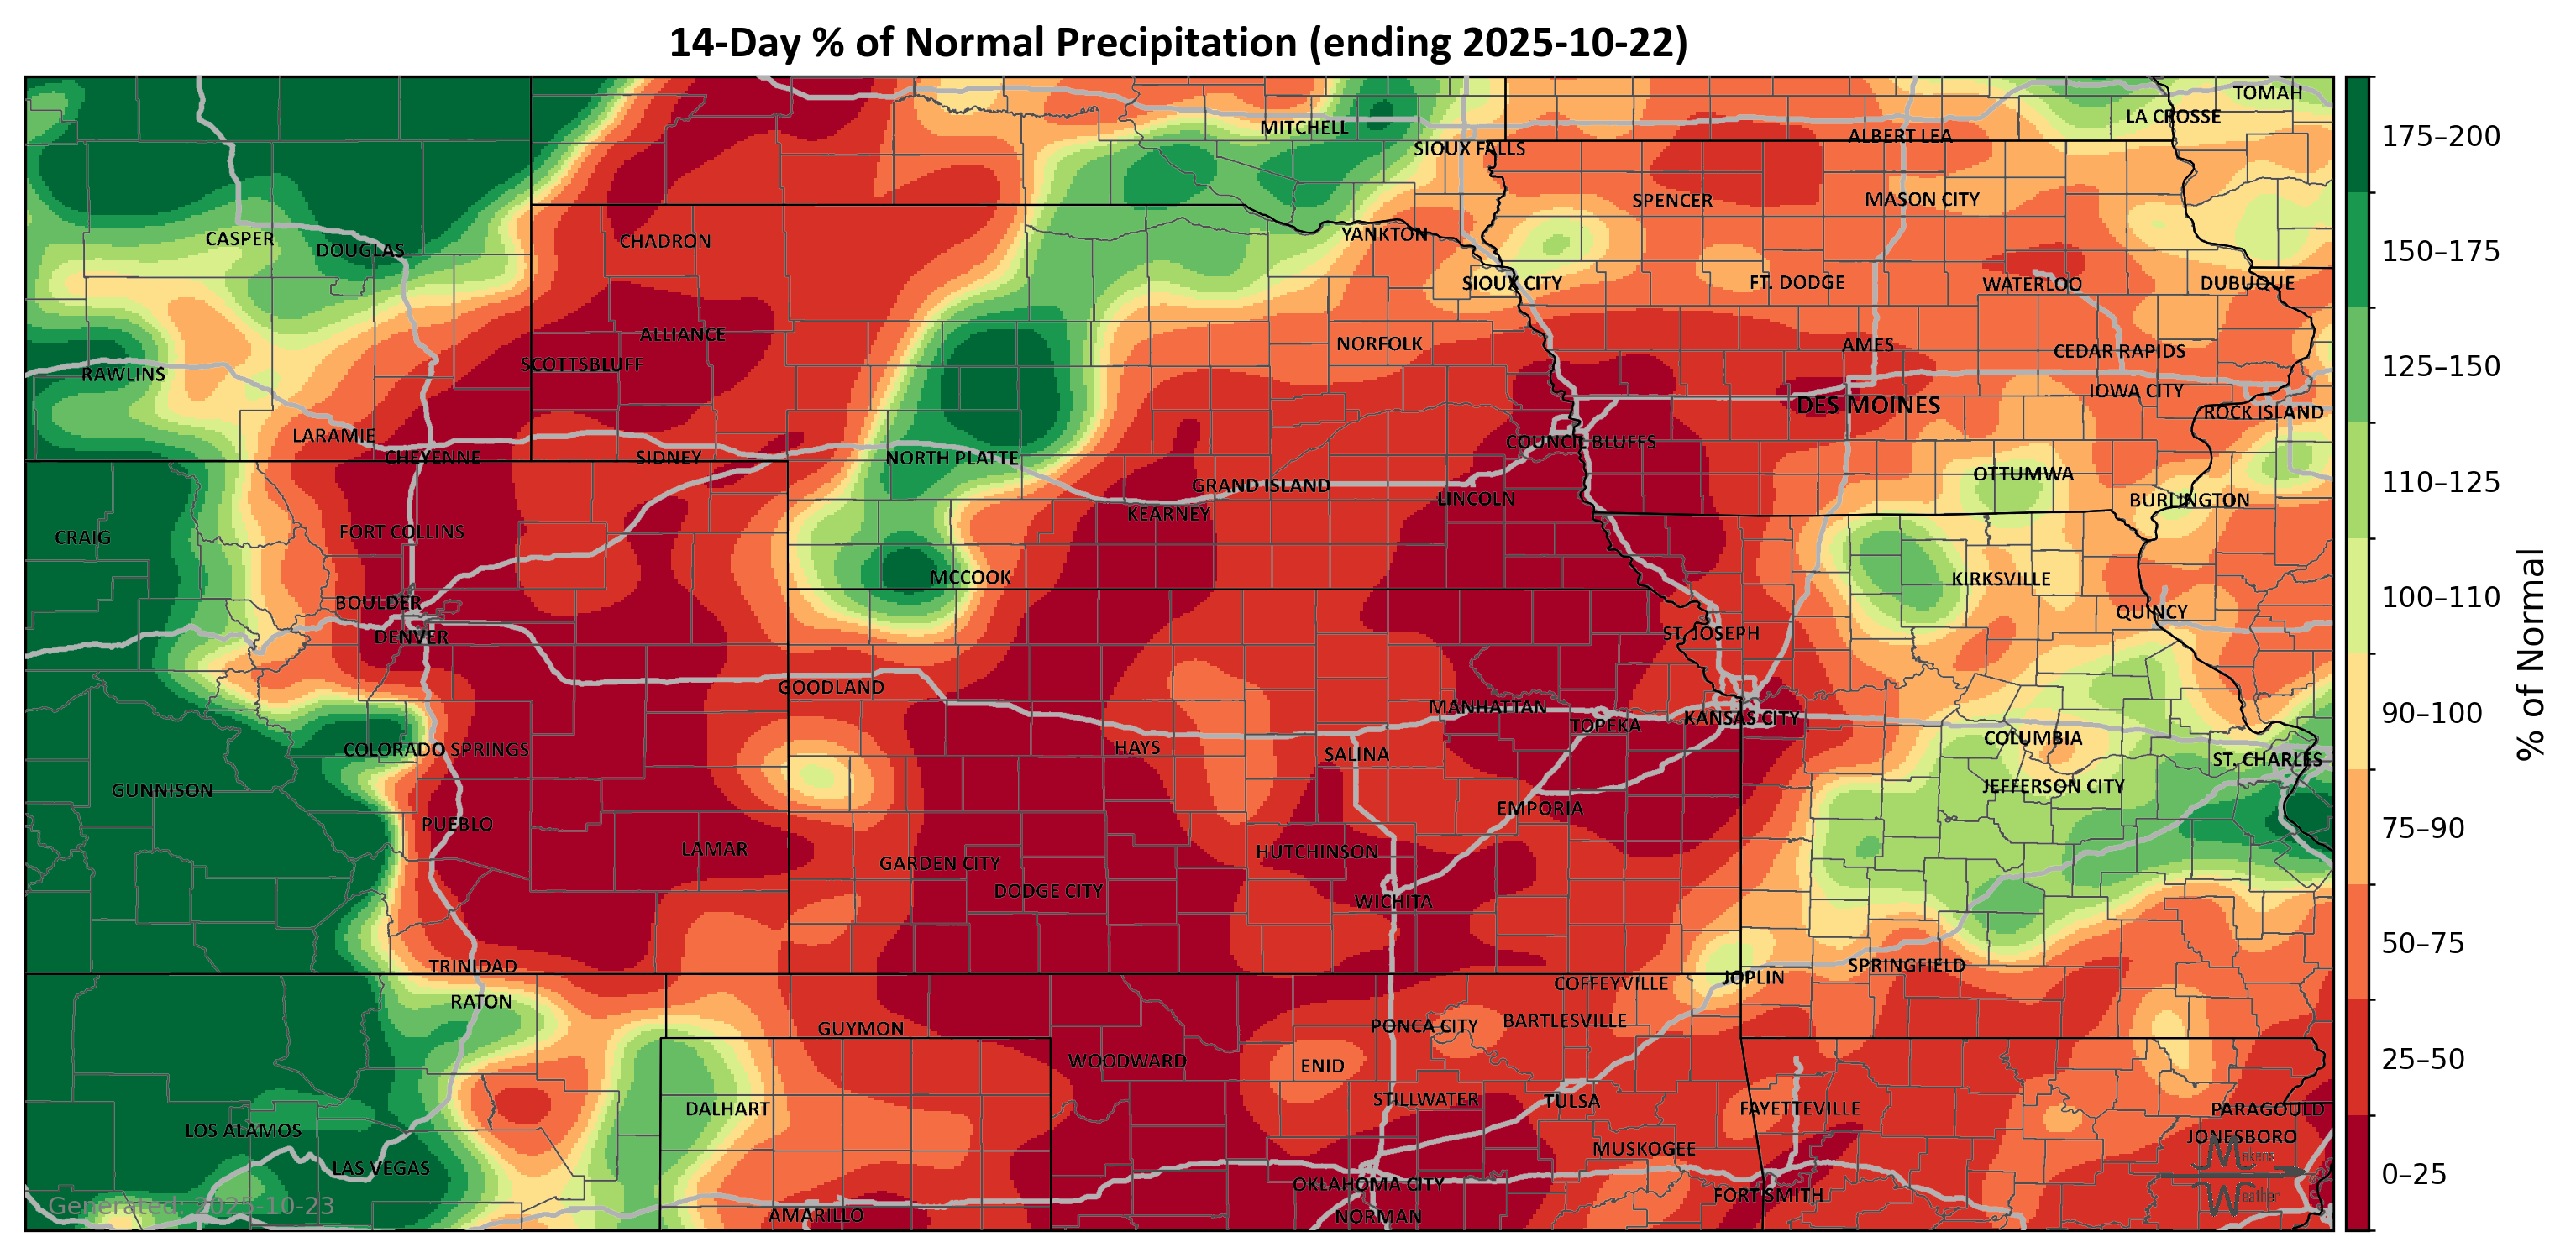 14-Day % of Normal Precipitation (ending 2025-10-22)
TOMAH
LA CROSSE
MITCHELL
ALBERT LEA
SIOUX FALLS
SPENCER
MASON CITY
YANKTON
CASPER
CHADRON
DOUGLAS
SIOUX CITY
FT. DODGE
WATERLOO
DUBUQUE
ALLIANCE
NORFOLK
AMES
CEDAR RAPIDS
SCOTTSBLUFF
RAWLINS
IOWA CITY
DES MOINES
ROCK ISLAND
LARAMIE
COUNCIL BLUFFS
CHEYENNE
SIDNEY
NORTH PLATTE
OTTUMWA
GRAND ISLAND
LINCOLN
BURLINGTON
KEARNEY
CRAIG
FORT COLLINS
MCCOOK
KIRKSVILLE
BOULDER
QUINCY
DENVER
ST. JOSEPH
GOODLAND
MANHATTAN
TOPEKA
KANSAS CITY
COLORADO SPRINGS
HAYS
SALINA
COLUMBIA
ST. CHARLES
GUNNISON
JEFFERSON CITY
EMPORIA
PUEBLO
LAMAR
GARDEN CITY
HUTCHINSON
DODGE CITY
WICHITA
TRINIDAD
SPRINGFIELD
COFFEYVILLE
JOPLIN
RATON
GUYMON
PONCA CITY
BARTLESVILLE
WOODWARD
ENID
DALHART
STILLWATER
TULSA
FAYETTEVILLE
PARAGOULD
LOS ALAMOS
JONESBORO
MUSKOGEE
LAS VEGAS
OKLAHOMA CITY
FORT SMITH
AMARILLO
NORMAN
Generated: 2025-10-23
Makens
Weather
175–200
150–175
125–150
110–125
100–110
90–100
75–90
50–75
25–50
0–25
% of Normal